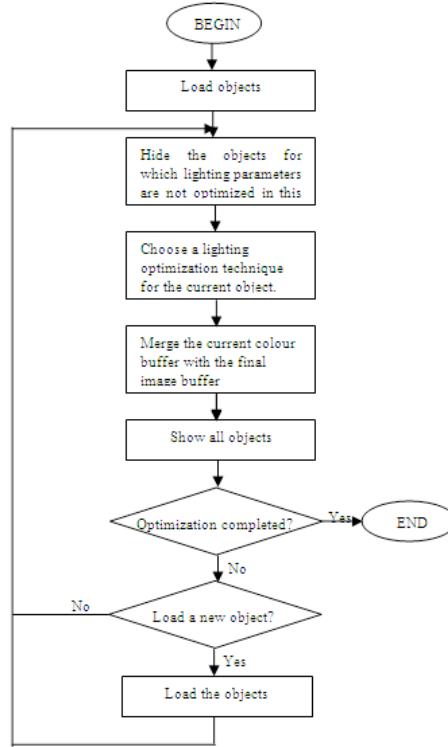 BEGIN
Load objects
Hide the objects for
which lighting parameters
are not optimized in this
Choose a lighting
optimization technique
for the current object.
Merge the current colour
buffer with the final
image buffer
Show all objects
Optimization completed?
Yes
END
No
Load a new object?
No
Yes
Load the objects